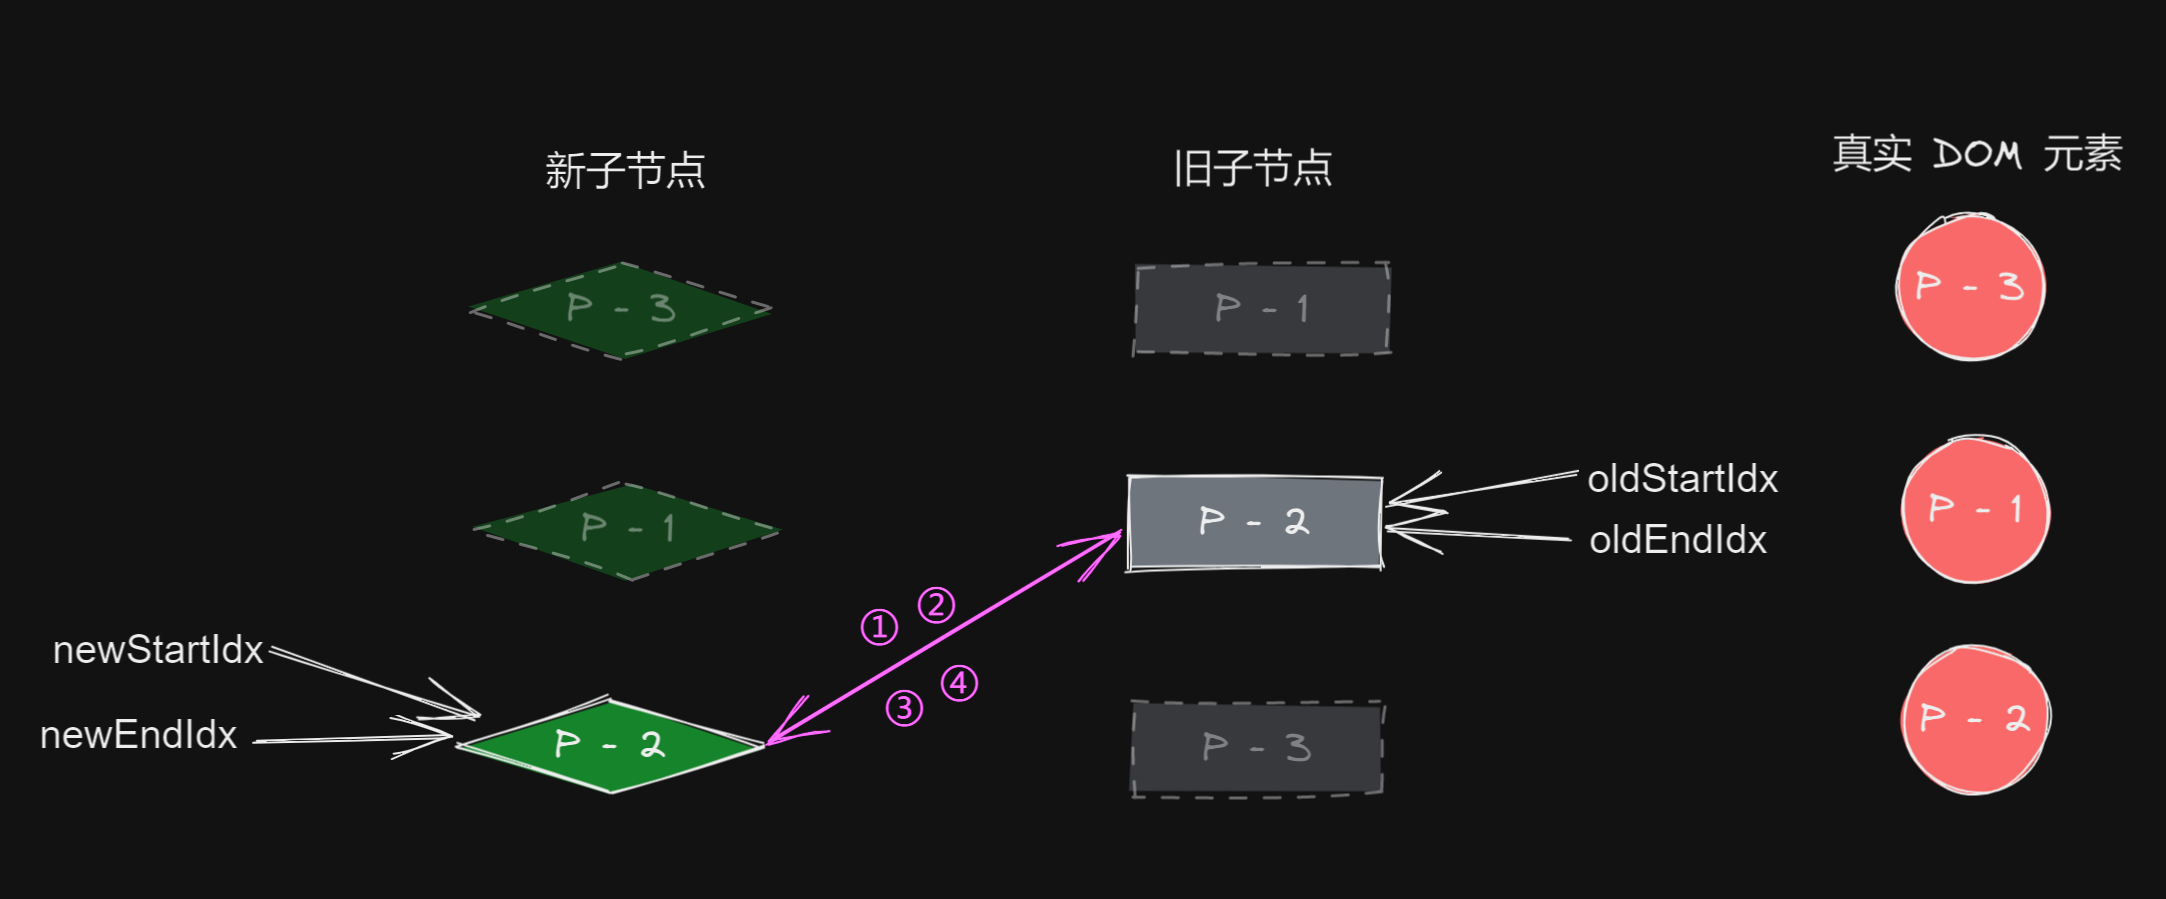 新子节点
旧子节点
真实 DOM 元素
P - 3
P - 1
P - 3
P - 1
P - 2
oldStartIdx
oldEndIdx
P - 1
① ②
③ ④
newStartIdx
newEndIdx
P - 2
P - 3
P - 2